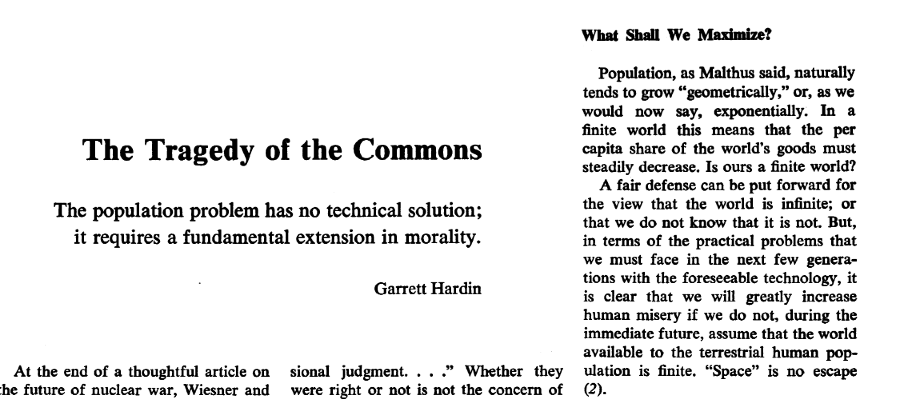 The Tragedy of the Commons
The population problem has no technical solution;
it requires a fundamental extension in morality.
Garrett Hardin
At the end of a thoughtful article on
the future of nuclear war, Wiesner and
sional judgment. . . .” Whether they
were right or not is not the concern of
What Shall We Maximize?
Population, as Malthus said, naturally
tends to grow “geometrically,” or, as we
would now say, exponentially. In a
finite world this means that the per
capita share of the world’s goods must
steadily decrease. Is ours a finite world?
A fair defense can be put forward for
the view that the world is infinite; or
that we do not know that it is not. But,
in terms of the practical problems that
we must face in the next few genera-
tions with the foreseeable technology, it
is clear that we will greatly increase
human misery if we do not, during the
immediate future, assume that the world
available to the terrestrial human pop-
ulation is finite. “Space” is no escape
(2).